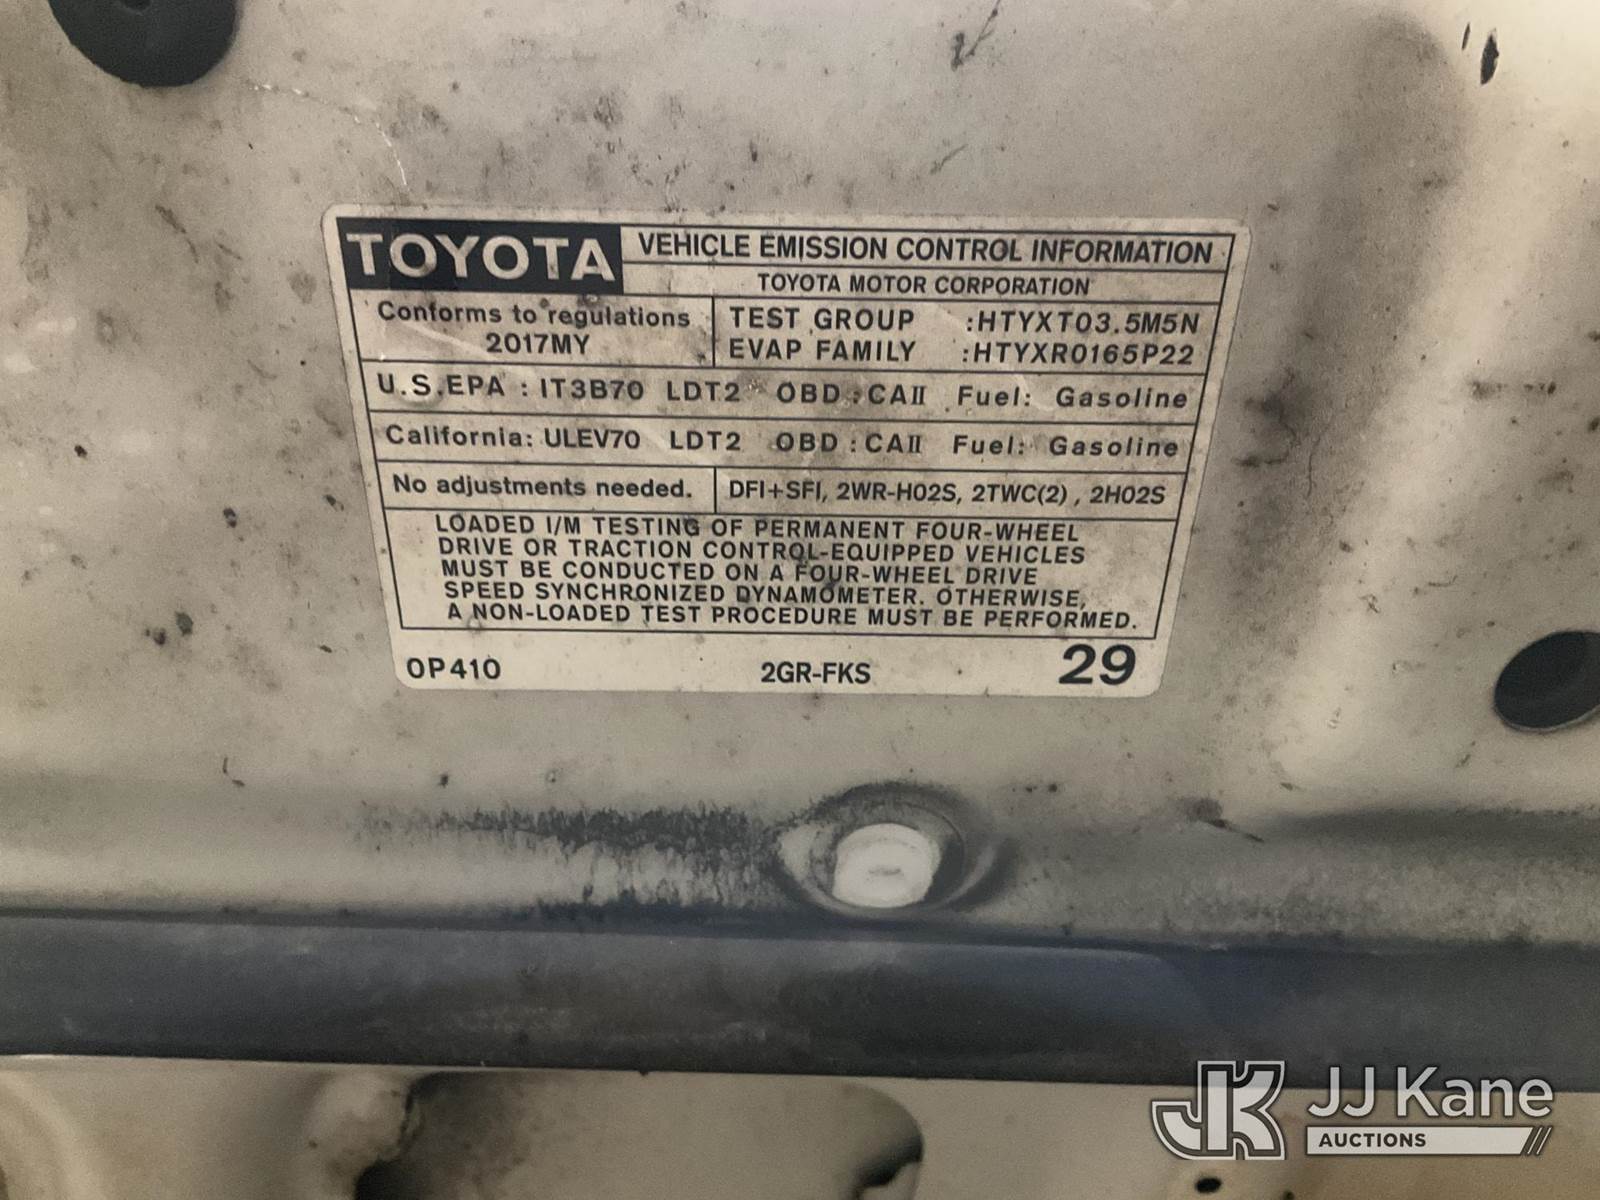 TOYOTA VEHICLE EMISSION CONTROL INFORMATION
TOYOTA MOTOR CORPORATION
Conforms to regulations
2017MY
TEST GROUP :HTYXT03.5M5N
EVAP FAMILY :HTYXR0165P22
U.S.EPA : IT3B70 LDT2 OBD : CAII Fuel: Gasoline
California: ULEV70 LDT2 OBD : CAII Fuel: Gasoline
No adjustments needed. DFI+SFI, 2WR-HO2S, 2TWC(2) , 2HO2S
LOADED I/M TESTING OF PERMANENT FOUR-WHEEL
DRIVE OR TRACTION CONTROL-EQUIPPED VEHICLES
MUST BE CONDUCTED ON A FOUR-WHEEL DRIVE
SPEED SYNCHRONIZED DYNAMOMETER. OTHERWISE,
A NON-LOADED TEST PROCEDURE MUST BE PERFORMED.
0P410 2GR-FKS 29
JK JJ Kane
AUCTIONS